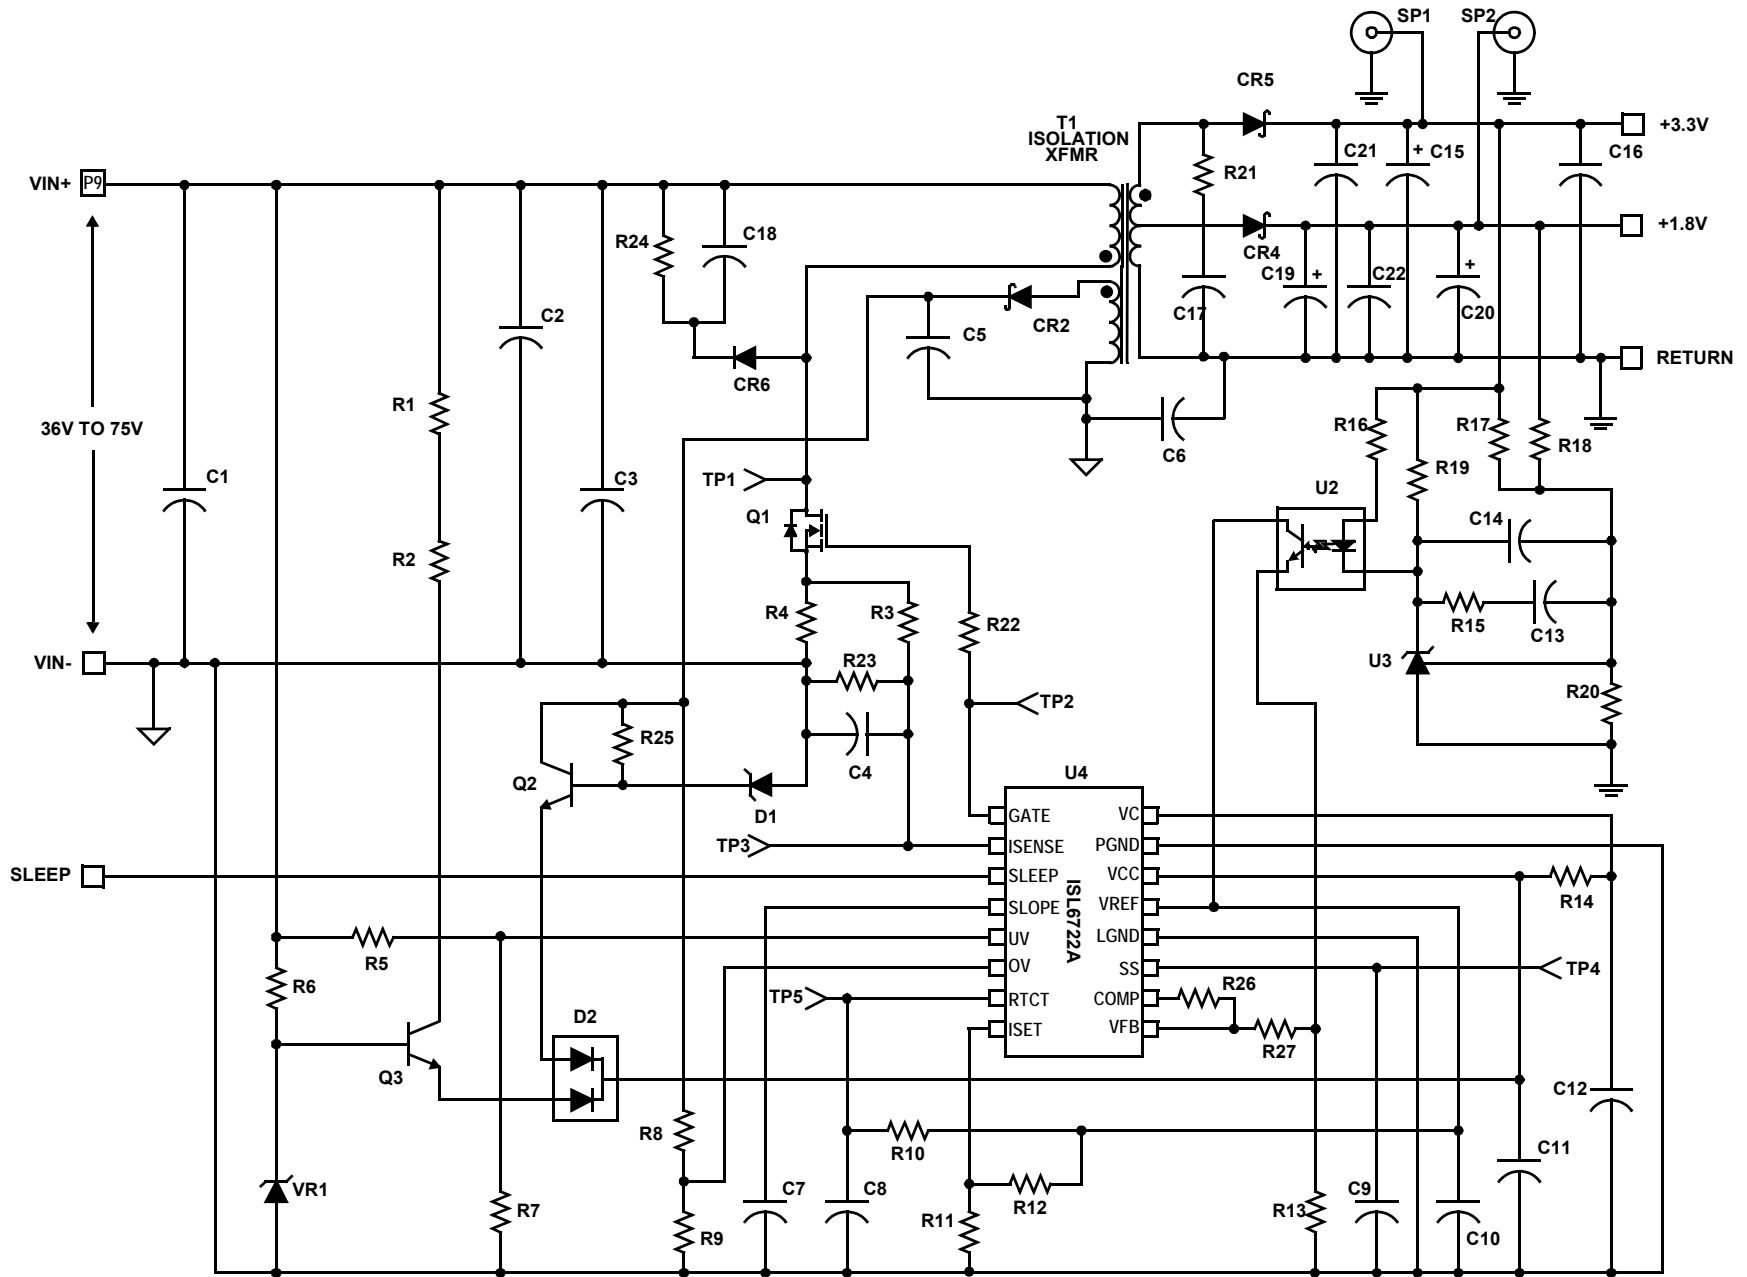 SP1
SP2
CR5
T1
ISOLATION
XFMR
+3.3V
C21
+ C15
C16
R21
VIN+
P9
+1.8V
R24
C18
CR4
C19
+
C22
+
C20
C17
C2
C5
CR2
CR6
RETURN
R1
36V TO 75V
R16
R17
R18
C6
R19
C1
C3
TP1
U2
Q1
C14
R2
R4
R3
R22
R15
C13
VIN-
R23
U3
R20
TP2
R25
C4
U4
Q2
D1
GATE
VC
TP3
ISENSE
PGND
SLEEP
SLEEP
VCC
ISL6722A
R14
SLOPE
VREF
R5
UV
LGND
OV
SS
TP4
R6
TP5
RTCT
COMP
R26
D2
ISET
VFB
R27
Q3
C12
R8
R10
C11
VR1
C7
C8
R12
C9
R7
R9
R11
R13
C10